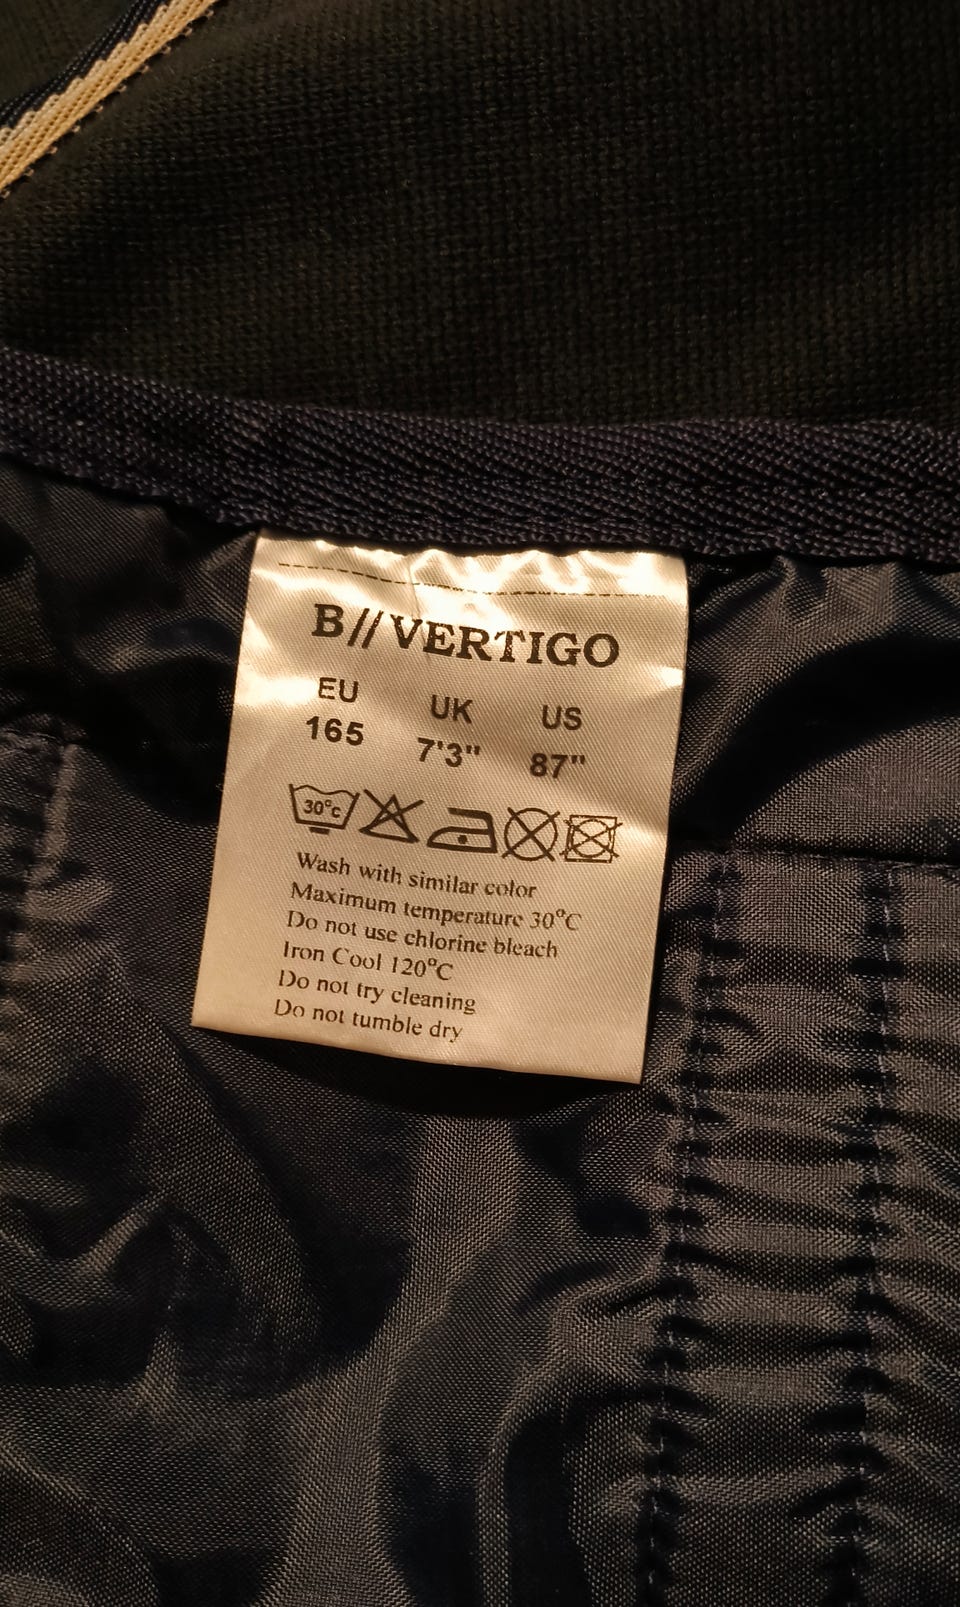 B//VERTIGO
EU UK US
165 7'3" 87"
30°c
Wash with similar color
Maximum temperature 30°C
Do not use chlorine bleach
Iron Cool 120°C
Do not try cleaning
Do not tumble dry